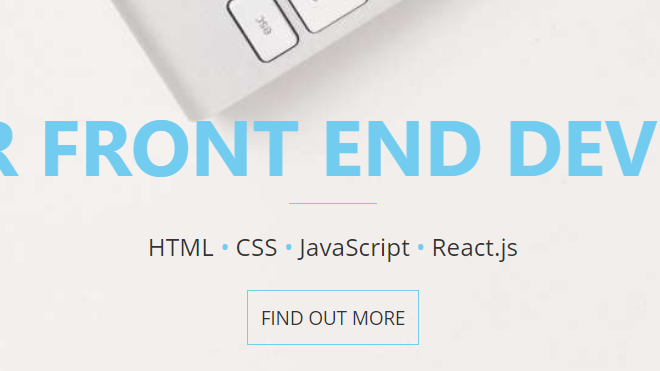 esc
R FRONT END DEV
HTML • CSS • JavaScript • React.js
FIND OUT MORE